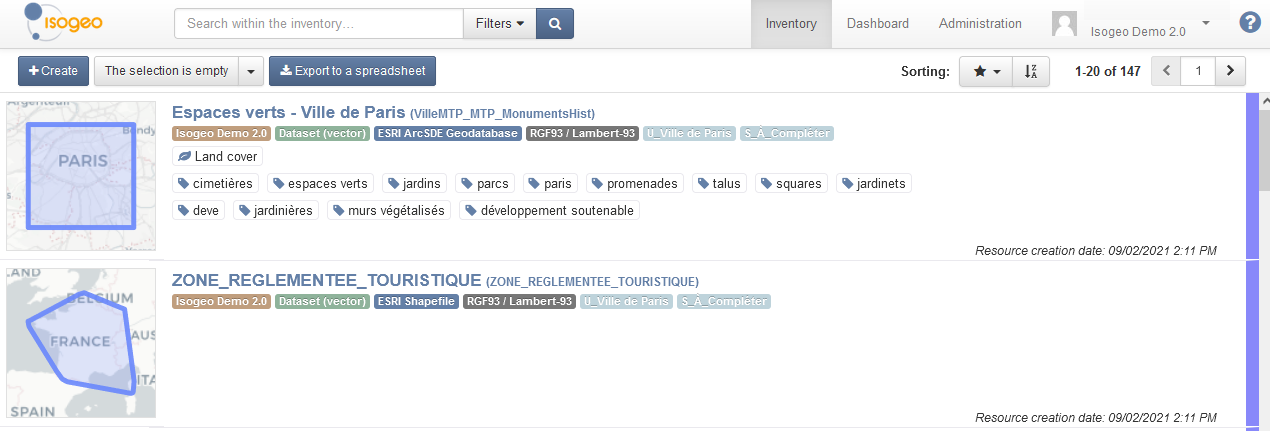 isogeo
Search within the inventory…
Filters
Inventory
Dashboard
Administration
Isogeo Demo 2.0
?
Create
The selection is empty
Export to a spreadsheet
Sorting:
1-20 of 147
1
Argenteuil
Bondy
PARIS
Espaces verts - Ville de Paris (VilleMTP_MTP_MonumentsHist)
Isogeo Demo 2.0 Dataset (vector) ESRI ArcSDE Geodatabase RGF93 / Lambert-93 U_Ville de Paris S_À_Compléter
Land cover
cimetières espaces verts jardins parcs paris promenades talus squares jardinets
deve jardinières murs végétalisés développement soutenable
Resource creation date: 09/02/2021 2:11 PM
LAND
BELGIUM
AUS
FRANCE
ITA
SPAIN
ZONE_REGLEMENTEE_TOURISTIQUE (ZONE_REGLEMENTEE_TOURISTIQUE)
Isogeo Demo 2.0 Dataset (vector) ESRI Shapefile RGF93 / Lambert-93 U_Ville de Paris S_À_Compléter
Resource creation date: 09/02/2021 2:11 PM